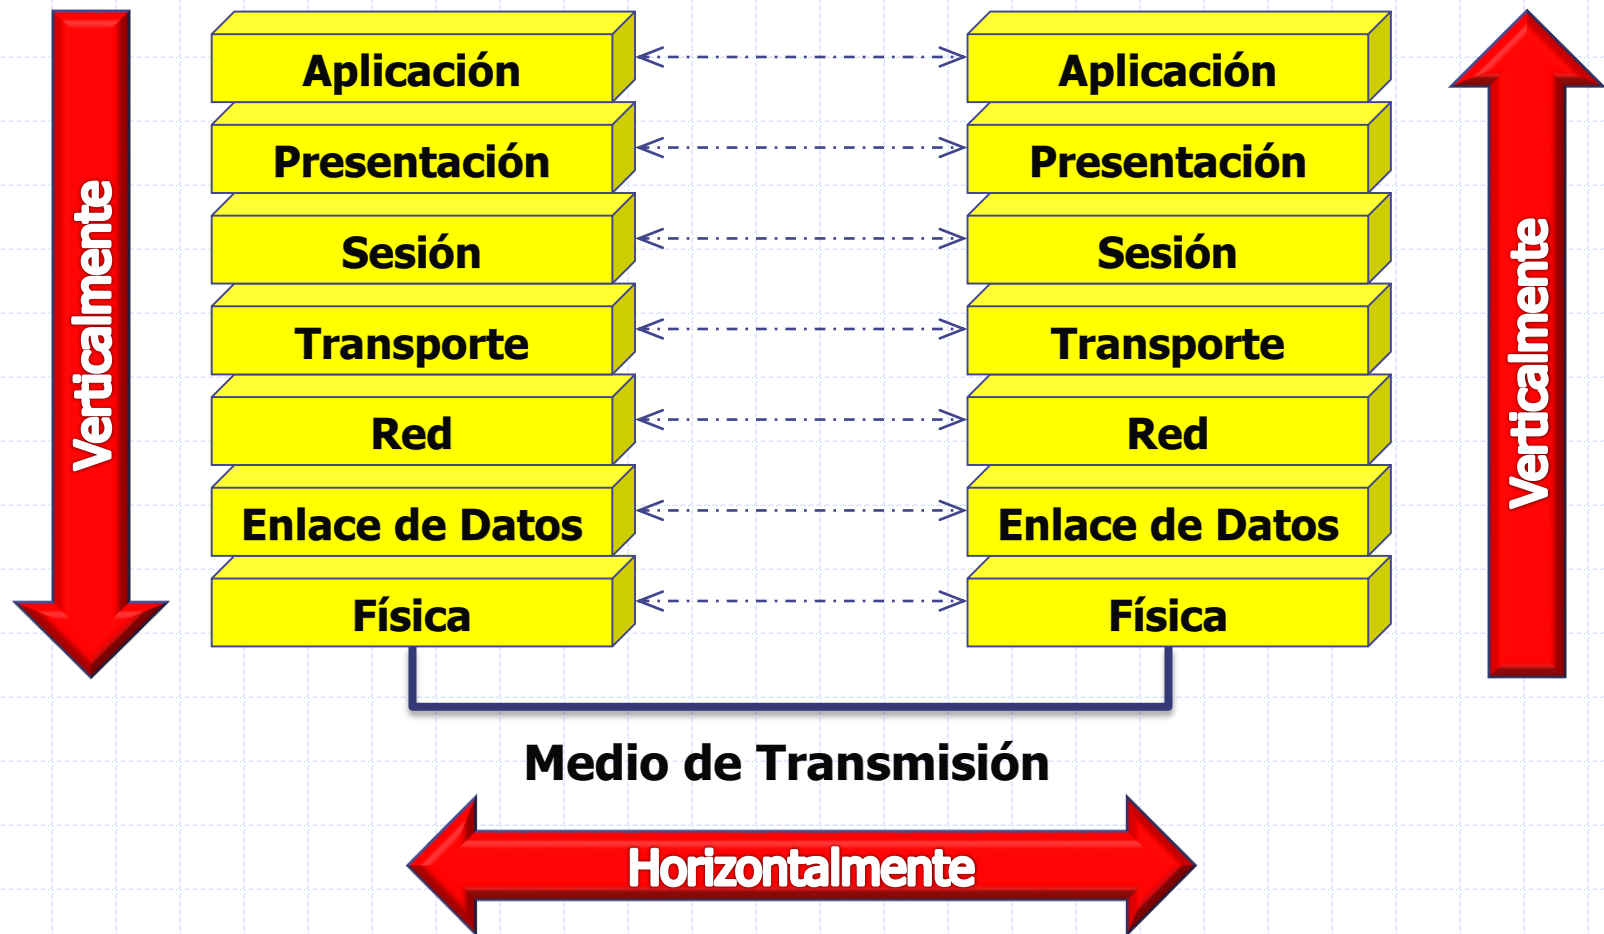 Verticalmente
Aplicación
Aplicación
Presentación
Presentación
Sesión
Sesión
Transporte
Transporte
Red
Red
Enlace de Datos
Enlace de Datos
Física
Física
Verticalmente
Medio de Transmisión
Horizontalmente